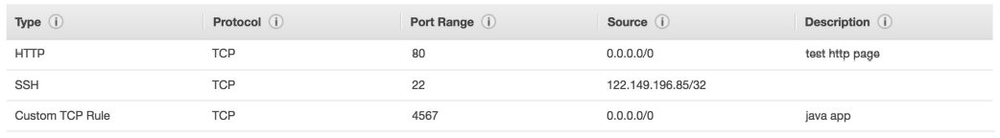 Type i Protocol i Port Range i Source i Description i
HTTP TCP 80 0.0.0.0/0 test http page
SSH TCP 22 122.149.196.85/32
Custom TCP Rule TCP 4567 0.0.0.0/0 java app